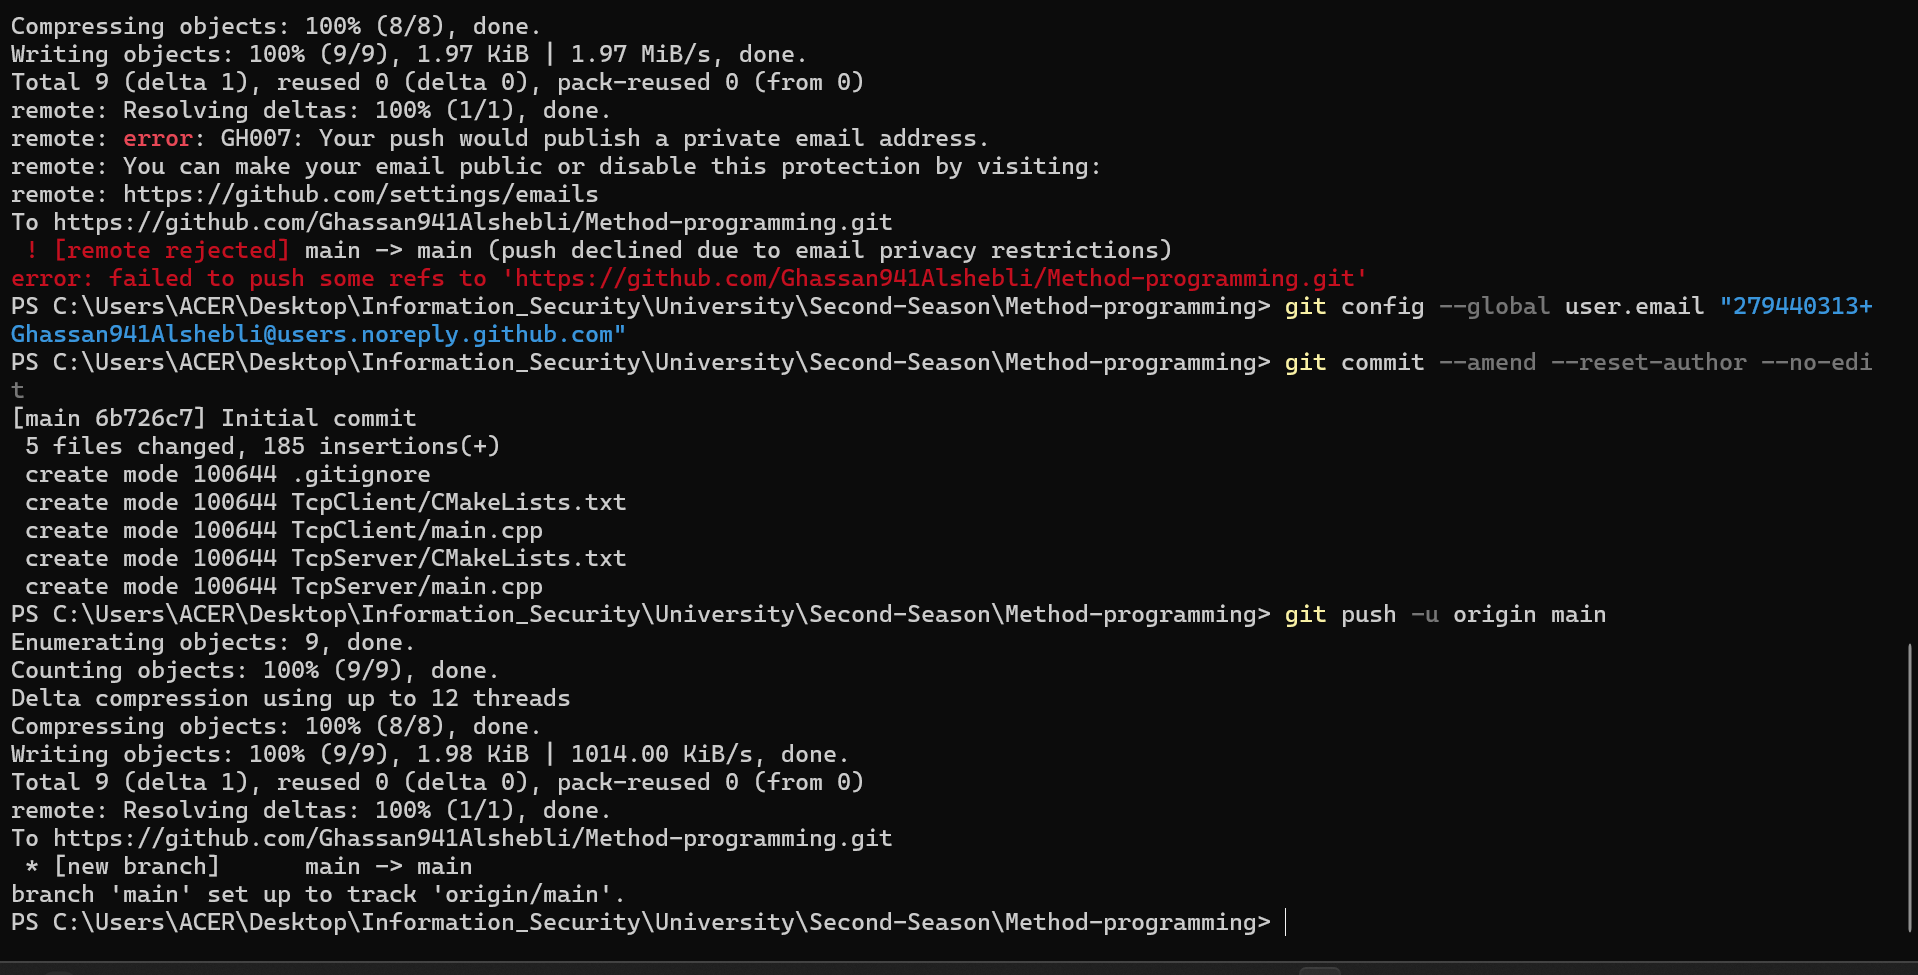 Compressing objects: 100% (8/8), done.
Writing objects: 100% (9/9), 1.97 KiB | 1.97 MiB/s, done.
Total 9 (delta 1), reused 0 (delta 0), pack-reused 0 (from 0)
remote: Resolving deltas: 100% (1/1), done.
remote: error: GH007: Your push would publish a private email address.
remote: You can make your email public or disable this protection by visiting:
remote: https://github.com/settings/emails
To https://github.com/Ghassan941Alshebli/Method-programming.git
 ! [remote rejected] main -> main (push declined due to email privacy restrictions)
error: failed to push some refs to 'https://github.com/Ghassan941Alshebli/Method-programming.git'
PS C:\Users\ACER\Desktop\Information_Security\University\Second-Season\Method-programming> git config --global user.email "279440313+
Ghassan941Alshebli@users.noreply.github.com"
PS C:\Users\ACER\Desktop\Information_Security\University\Second-Season\Method-programming> git commit --amend --reset-author --no-edi
t
[main 6b726c7] Initial commit
 5 files changed, 185 insertions(+)
 create mode 100644 .gitignore
 create mode 100644 TcpClient/CMakeLists.txt
 create mode 100644 TcpClient/main.cpp
 create mode 100644 TcpServer/CMakeLists.txt
 create mode 100644 TcpServer/main.cpp
PS C:\Users\ACER\Desktop\Information_Security\University\Second-Season\Method-programming> git push -u origin main
Enumerating objects: 9, done.
Counting objects: 100% (9/9), done.
Delta compression using up to 12 threads
Compressing objects: 100% (8/8), done.
Writing objects: 100% (9/9), 1.98 KiB | 1014.00 KiB/s, done.
Total 9 (delta 1), reused 0 (delta 0), pack-reused 0 (from 0)
remote: Resolving deltas: 100% (1/1), done.
To https://github.com/Ghassan941Alshebli/Method-programming.git
 * [new branch]      main -> main
branch 'main' set up to track 'origin/main'.
PS C:\Users\ACER\Desktop\Information_Security\University\Second-Season\Method-programming>